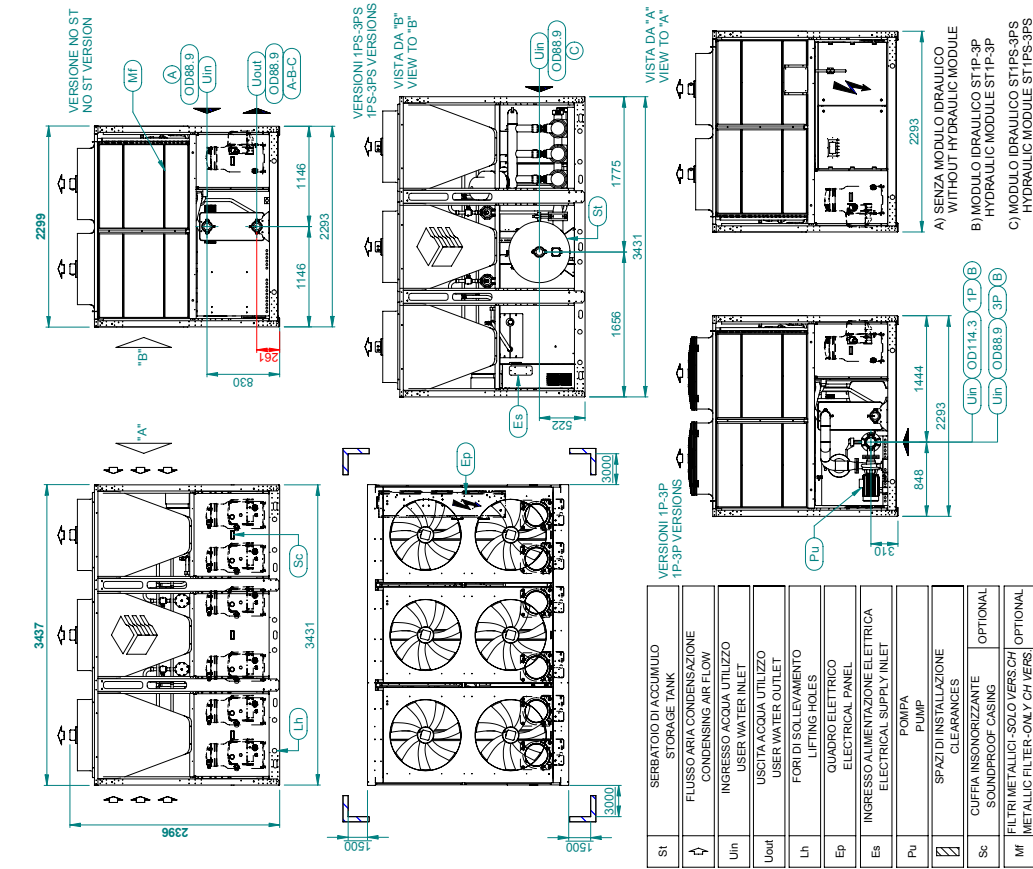 3437
2396
3431
Lh
Sc
"A"
"B"
2299
VERSIONE NO ST
NO ST VERSION
Mf
A
OD88.9
Uin
Uout
OD88.9
A-B-C
830
261
1146
1146
2293
3000
3000
1500
1500
Ep
VERSIONI 1PS-3PS
1PS-3PS VERSIONS
VISTA DA "B"
VIEW TO "B"
Uin
OD88.9
C
St
Es
522
1656
1775
3431
VERSIONI 1P-3P
1P-3P VERSIONS
Pu
310
848
1444
2293
Uin OD114.3 1P B
Uin OD88.9 3P B
VISTA DA "A"
VIEW TO "A"
2293
A) SENZA MODULO IDRAULICO
WITHOUT HYDRAULIC MODULE
B) MODULO IDRAULICO ST1P-3P
HYDRAULIC MODULE ST1P-3P
C) MODULO IDRAULICO ST1PS-3PS
HYDRAULIC MODULE ST1PS-3PS
St SERBATOIO DI ACCUMULO
STORAGE TANK
FLUSSO ARIA CONDENSAZIONE
CONDENSING AIR FLOW
Uin INGRESSO ACQUA UTILIZZO
USER WATER INLET
Uout USCITA ACQUA UTILIZZO
USER WATER OUTLET
Lh FORI DI SOLLEVAMENTO
LIFTING HOLES
Ep QUADRO ELETTRICO
ELECTRICAL PANEL
Es INGRESSO ALIMENTAZIONE ELETTRICA
ELECTRICAL SUPPLY INLET
Pu POMPA
PUMP
SPAZI DI INSTALLAZIONE
CLEARANCES
Sc CUFFIA INSONORIZZANTE OPTIONAL
SOUNDPROOF CASING
Mf FILTRI METALLICI -SOLO VERS.CH OPTIONAL
METALLIC FILTER -ONLY CH VERS.